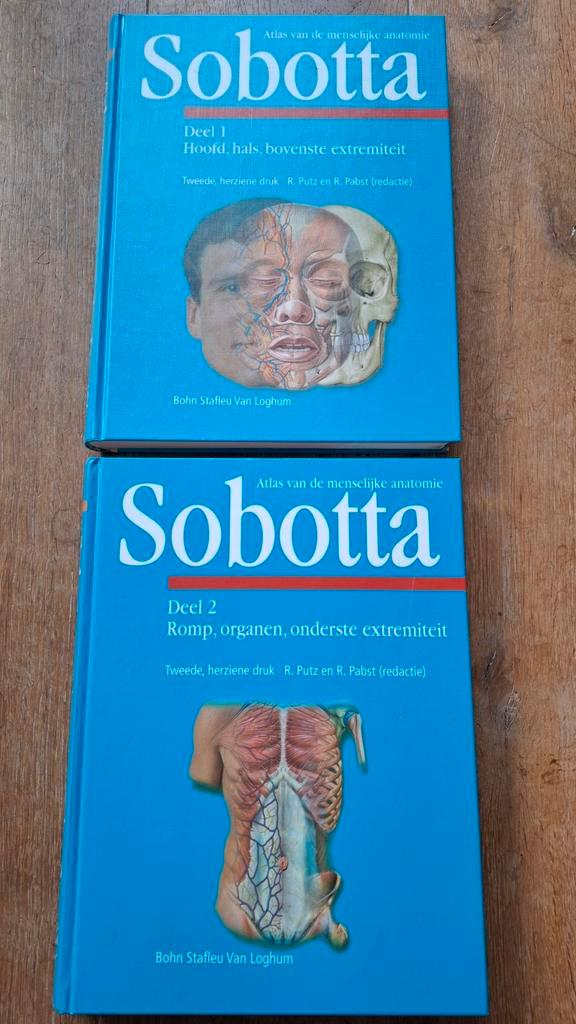 Atlas van de menselijke anatomie
Sobotta
Deel 1
Hoofd, hals, bovenste extremiteit
Tweede, herziene druk R. Putz en R. Pabst (redactie)
Bohn Stafleu Van Loghum
Atlas van de menselijke anatomie
Sobotta
Deel 2
Romp, organen, onderste extremiteit
Tweede, herziene druk R. Putz en R. Pabst (redactie)
Bohn Stafleu Van Loghum